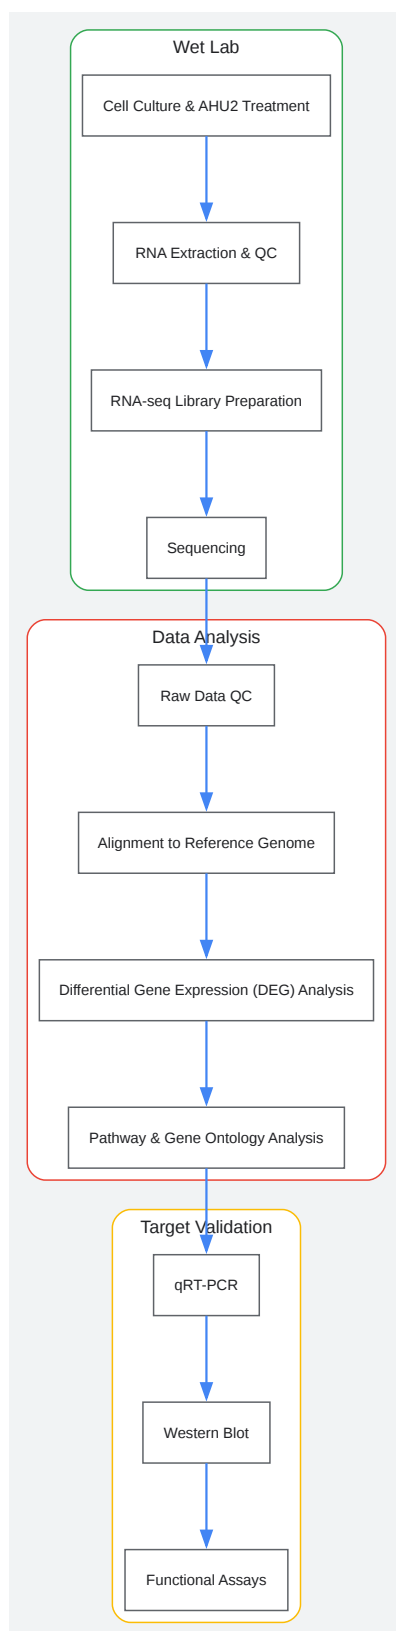 Wet Lab
Cell Culture & AHU2 Treatment
RNA Extraction & QC
RNA-seq Library Preparation
Sequencing
Data Analysis
Raw Data QC
Alignment to Reference Genome
Differential Gene Expression (DEG) Analysis
Pathway & Gene Ontology Analysis
Target Validation
qRT-PCR
Western Blot
Functional Assays